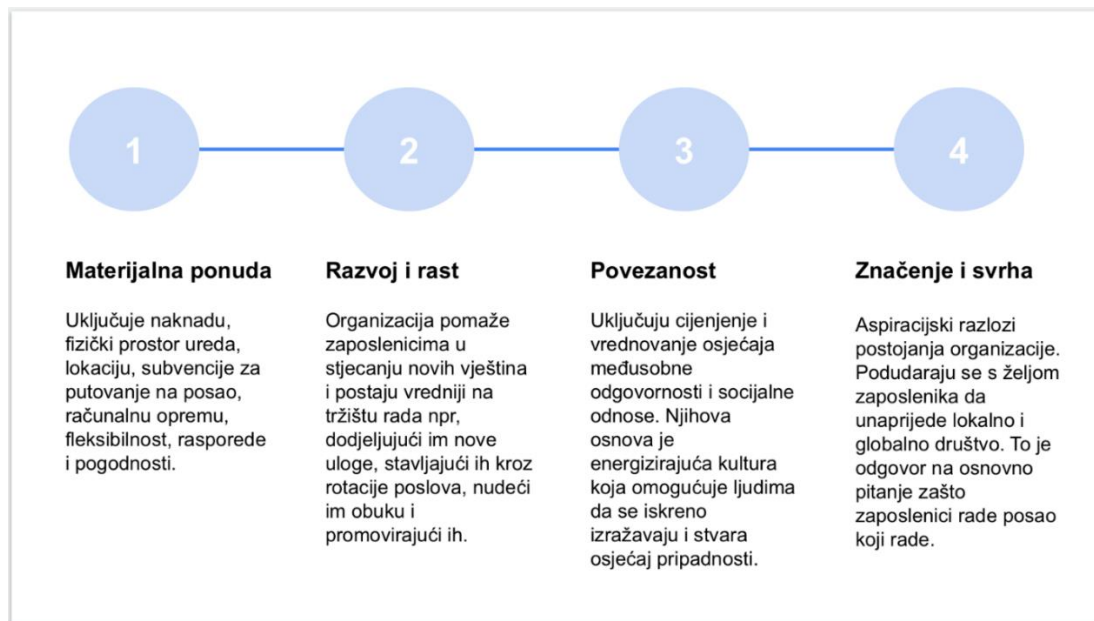 1
2
3
4
Materijalna ponuda
Uključuje naknadu,
fizički prostor ureda,
lokaciju, subvencije za
putovanje na posao,
računalnu opremu,
fleksibilnost, rasporede
i pogodnosti.
Razvoj i rast
Organizacija pomaže
zaposlenicima u
stjecanju novih vještina
i postaju vredniji na
tržištu rada npr,
dodjeljujući im nove
uloge, stavljajući ih kroz
rotacije poslova, nudeći
im obuku i
promovirajući ih.
Povezanost
Uključuju cijenjenje i
vrednovanje osjećaja
međusobne
odgovornosti i socijalne
odnose. Njihova
osnova je
energizirajuća kultura
koja omogućuje ljudima
da se iskreno
izražavaju i stvara
osjećaj pripadnosti.
Značenje i svrha
Aspiracijski razlozi
postojanja organizacije.
Podudaraju se s željom
zaposlenika da
unaprijede lokalno i
globalno društvo. To je
odgovor na osnovno
pitanje zašto
zaposlenici rade posao
koji rade.